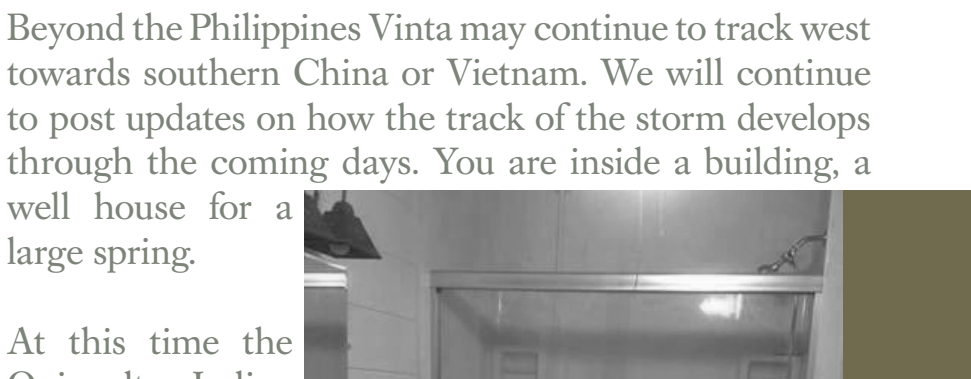 Beyond the Philippines Vinta may continue to track west
towards southern China or Vietnam. We will continue
to post updates on how the track of the storm develops
through the coming days. You are inside a building, a
well house for a
large spring.
At this time the